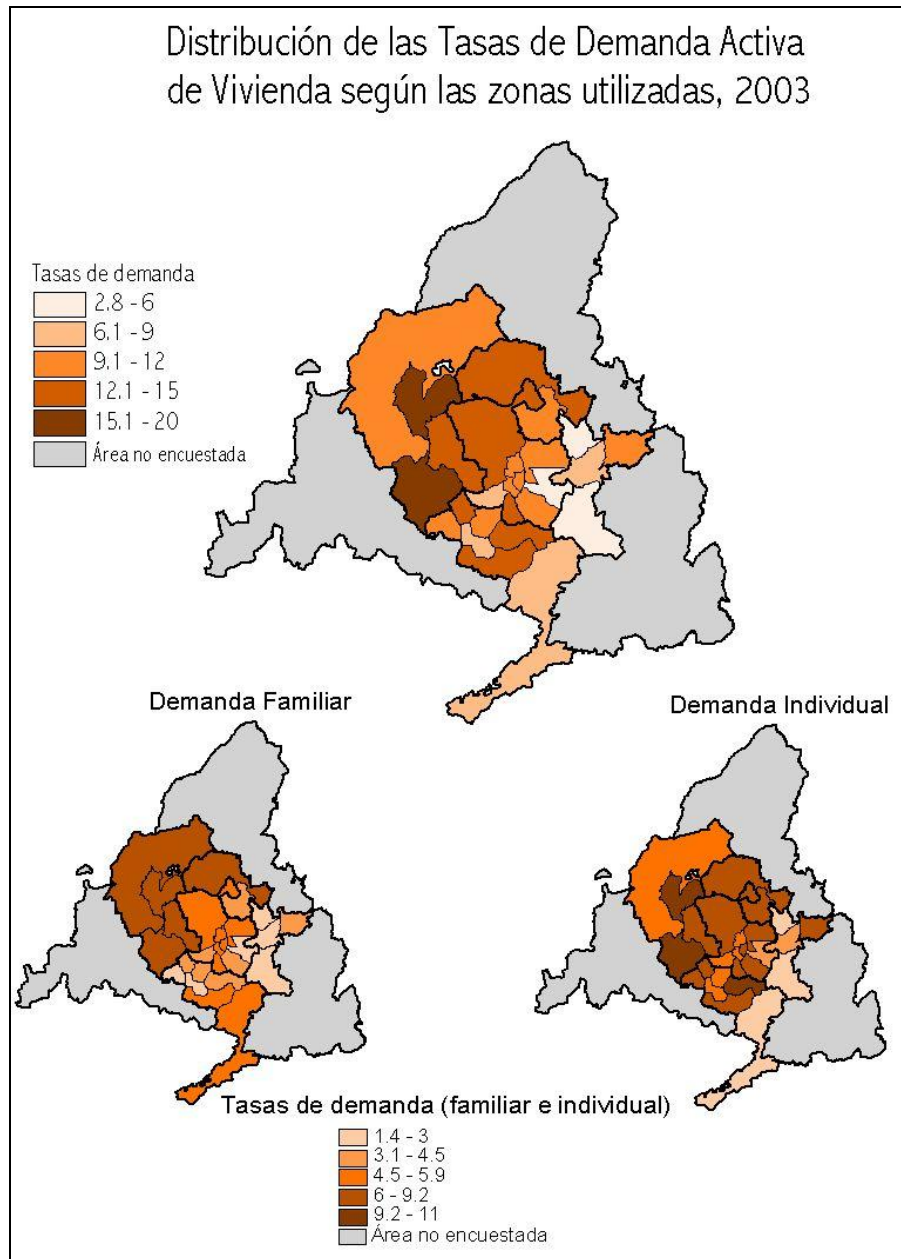 Distribución de las Tasas de Demanda Activa
de Vivienda según las zonas utilizadas, 2003
Tasas de demanda
2.8 - 6
6.1 - 9
9.1 - 12
12.1 - 15
15.1 - 20
Área no encuestada
Demanda Familiar
Demanda Individual
Tasas de demanda (familiar e individual)
1.4 - 3
3.1 - 4.5
4.5 - 5.9
6 - 9.2
9.2 - 11
Área no encuestada